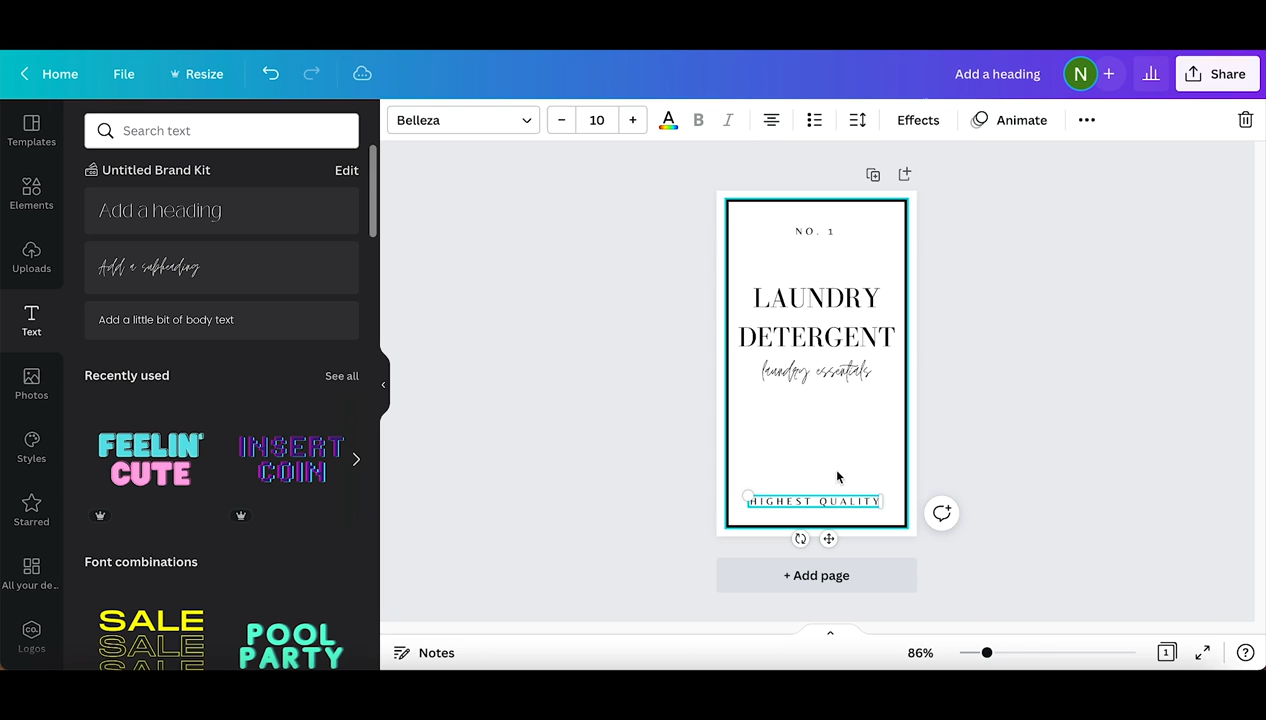 Home File Resize Add a heading N + Share
Templates
Elements
Uploads
Text
Photos
Styles
Starred
All your de...
Logos
CO.
Search text
Untitled Brand Kit Edit
Add a heading
Add a subheading
Add a little bit of body text
Recently used See all
FEELIN'
CUTE
INSERT
COIN
Font combinations
SALE
SALE
SALE
POOL
PARTY
Belleza − 10 + A B I Effects Animate •••
NO. 1
LAUNDRY
DETERGENT
laundry essentials
HIGHEST QUALITY
+ Add page
Notes 86% 1 ?